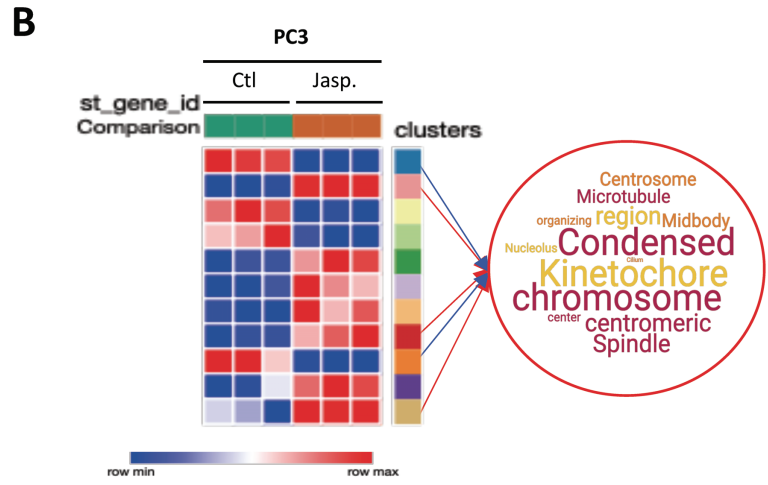 B
PC3
Ctl Jasp.
st_gene_id
Comparison
clusters
Centrosome
Microtubule
organizing region Midbody
Nucleolus Condensed
Cilium
Kinetochore
chromosome
center centromeric
Spindle
row min row max